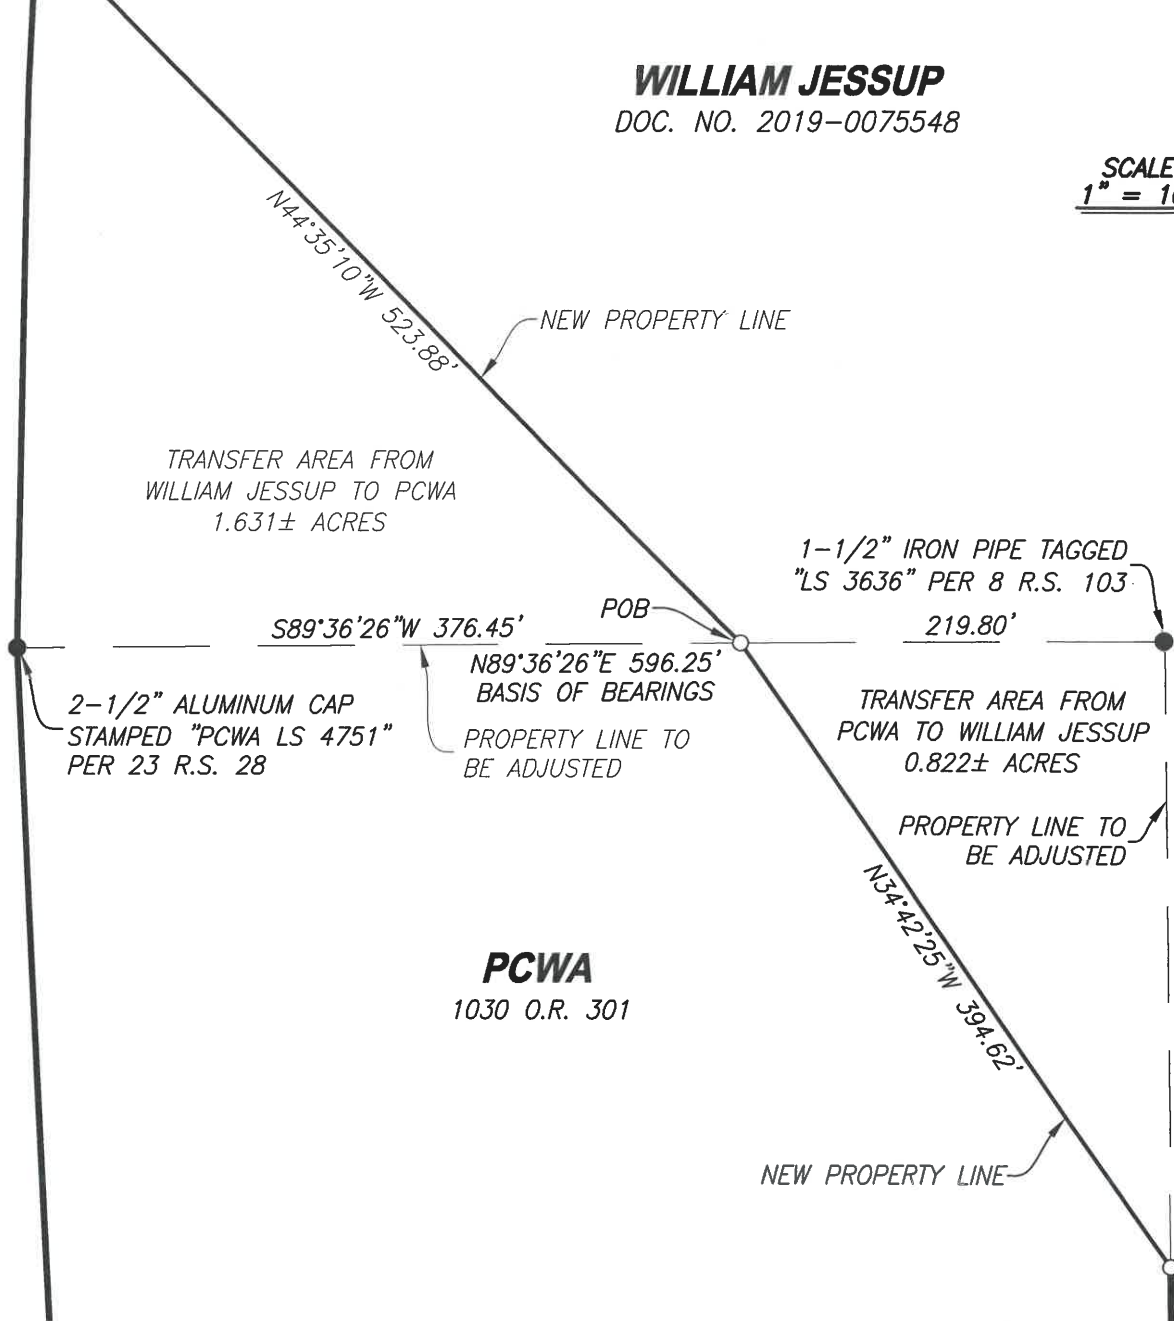 WILLIAM JESSUP
DOC. NO. 2019-0075548
SCALE
1" =
N44°35'10"W 523.88'
NEW PROPERTY LINE
TRANSFER AREA FROM
WILLIAM JESSUP TO PCWA
1.631± ACRES
1-1/2" IRON PIPE TAGGED
"LS 3636" PER 8 R.S. 103
POB
S89°36'26"W 376.45'
219.80'
N89°36'26"E 596.25'
BASIS OF BEARINGS
2-1/2" ALUMINUM CAP
STAMPED "PCWA LS 4751"
PER 23 R.S. 28
PROPERTY LINE TO
BE ADJUSTED
TRANSFER AREA FROM
PCWA TO WILLIAM JESSUP
0.822± ACRES
PROPERTY LINE TO
BE ADJUSTED
N34°42'25"W 394.62'
PCWA
1030 O.R. 301
NEW PROPERTY LINE